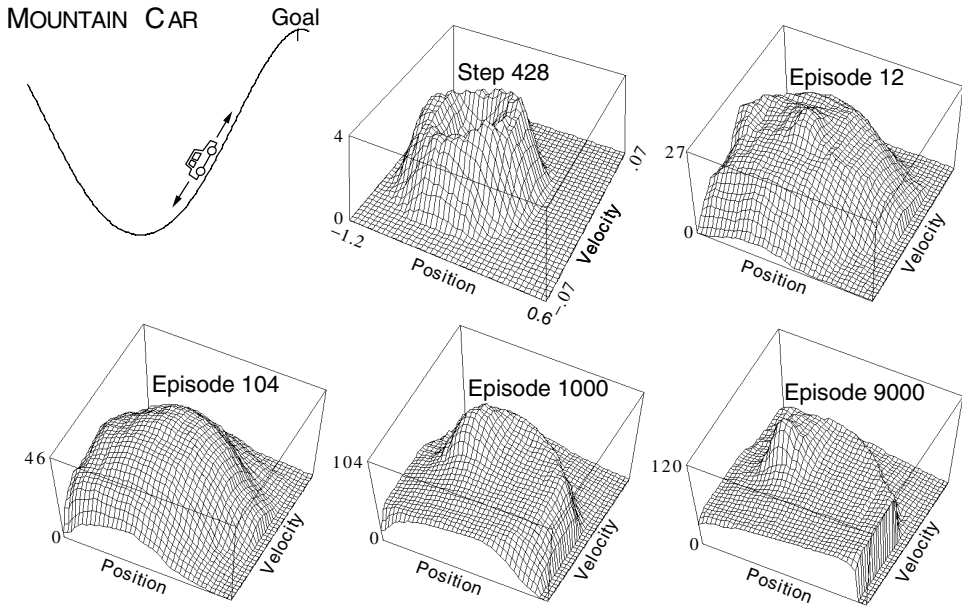 MOUNTAIN CAR
Goal
Step 428
4
0
−1.2
Position
0.6
−.07
Velocity
.07
Episode 12
27
0
Position
Velocity
Episode 104
46
0
Position
Velocity
Episode 1000
104
0
Position
Velocity
Episode 9000
120
0
Position
Velocity